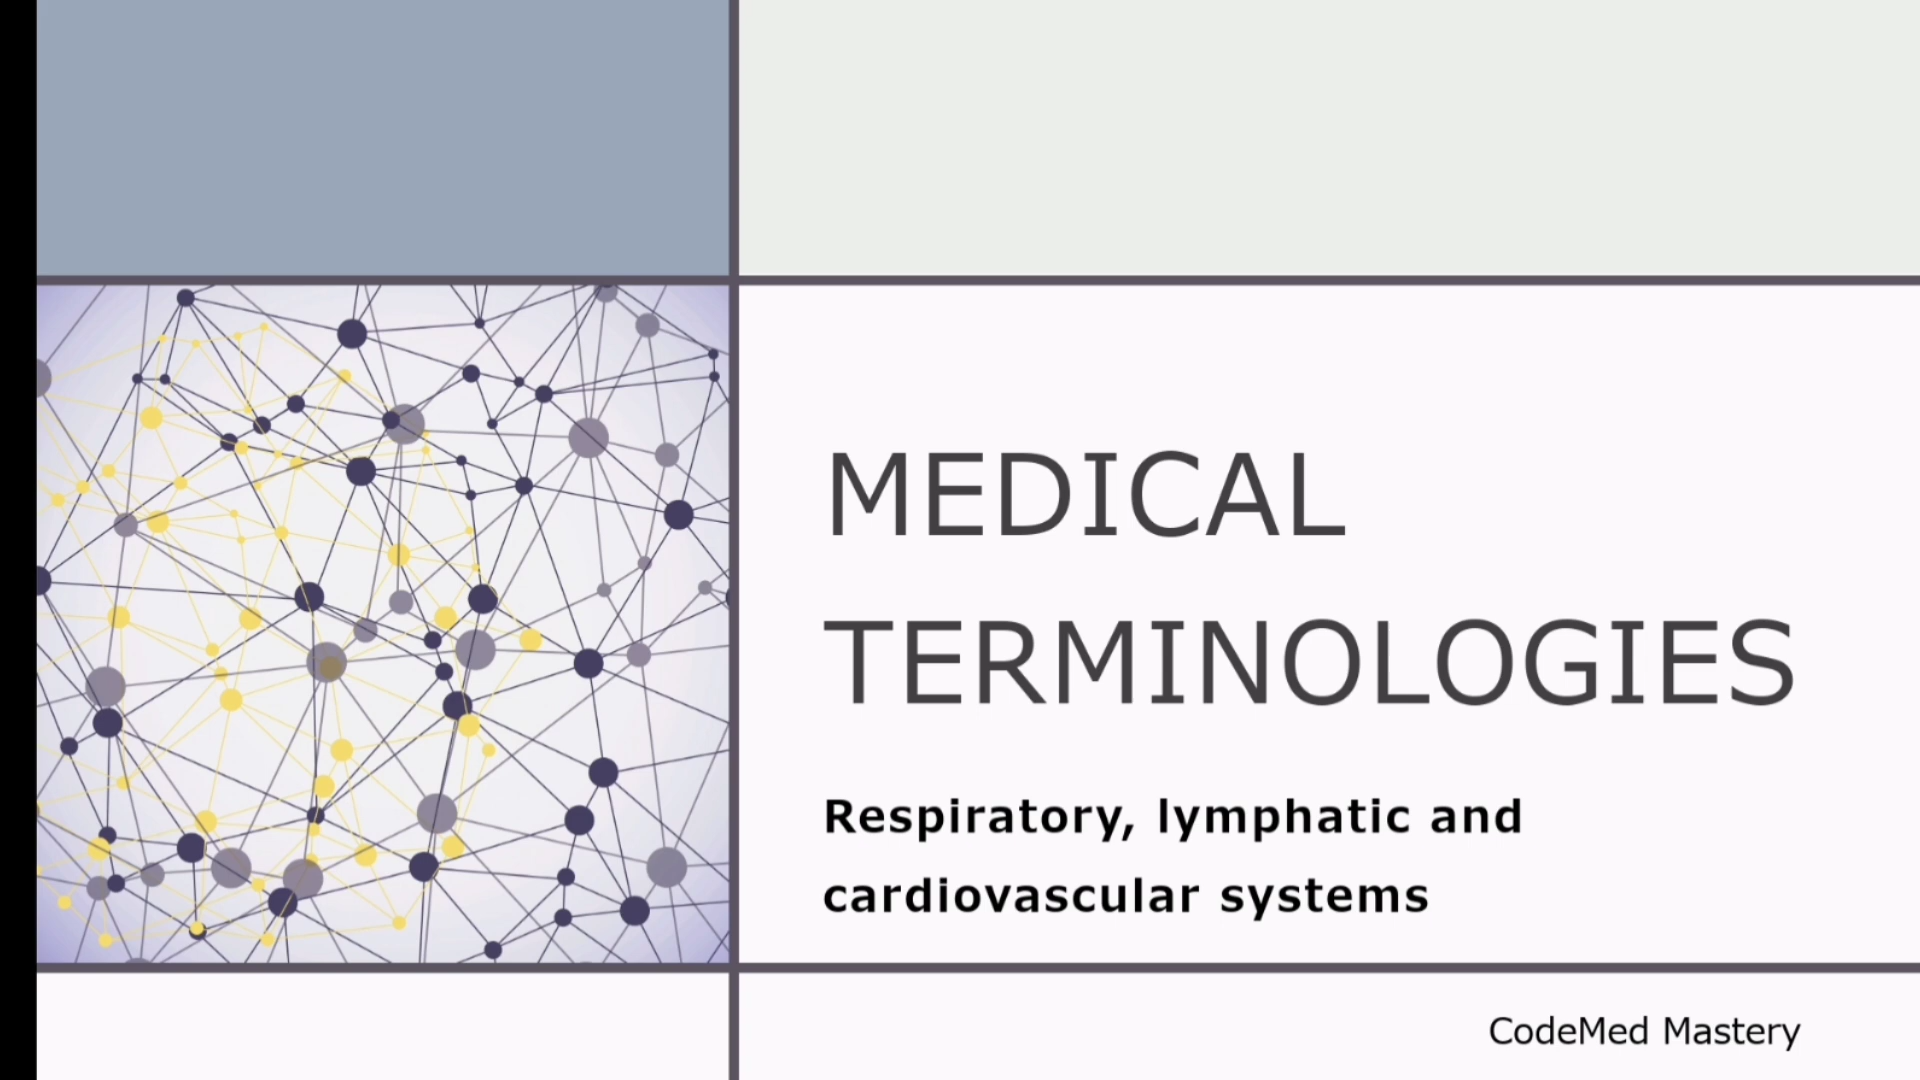 MEDICAL
TERMINOLOGIES
Respiratory, lymphatic and
cardiovascular systems
CodeMed Mastery